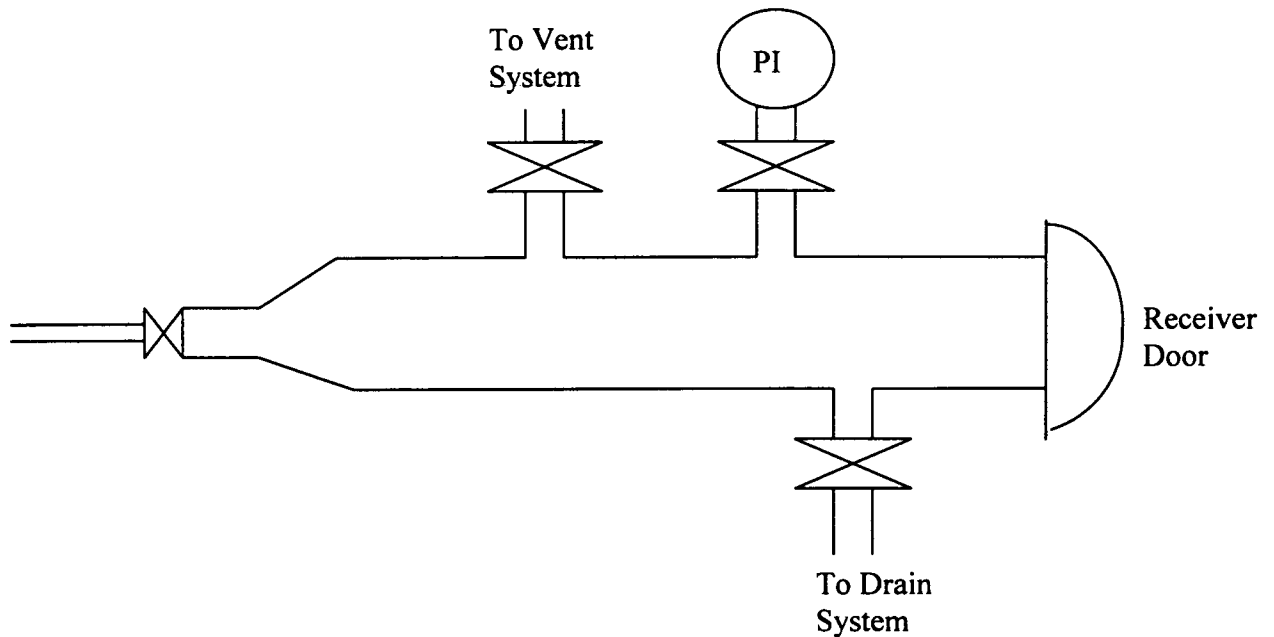 To Vent
System
PI
Receiver
Door
To Drain
System